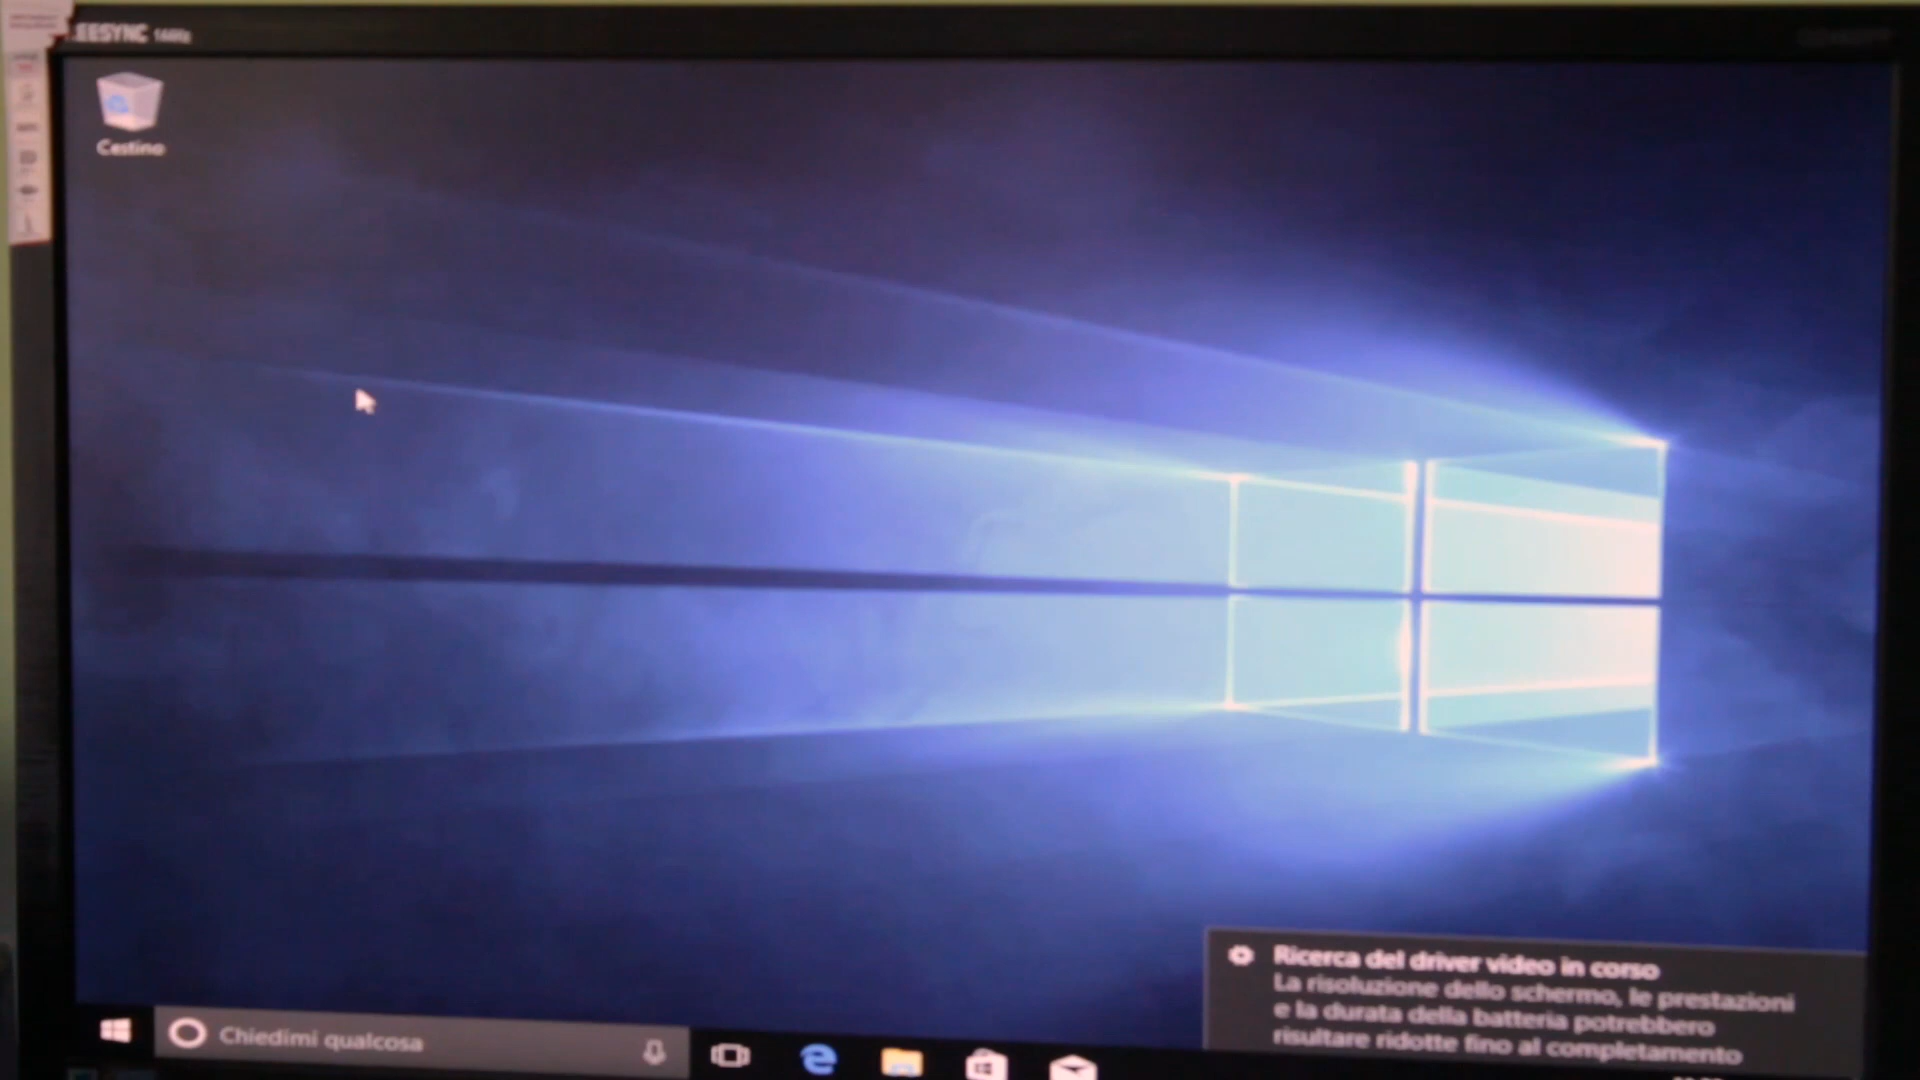 EESYNC 144Hz
Cestino
Ricerca del driver video in corso
La risoluzione dello schermo, le prestazioni
e la durata della batteria potrebbero
risultare ridotte fino al completamento
Chiedimi qualcosa